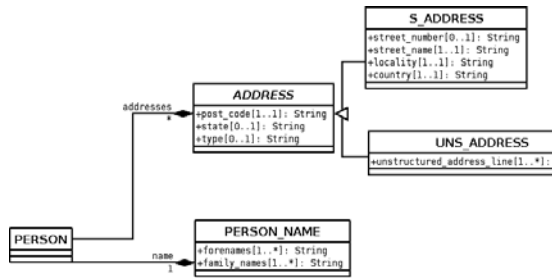 S_ADDRESS
+street_number[0..1]: String
+street_name[1..1]: String
+locality[1..1]: String
+country[1..1]: String
ADDRESS
addresses
*
+post_code[1..1]: String
+state[0..1]: String
+type[0..1]: String
UNS_ADDRESS
+unstructured_address_line[1..*]:
PERSON
PERSON_NAME
name
1
+forenames[1..*]: String
+family_names[1..*]: String